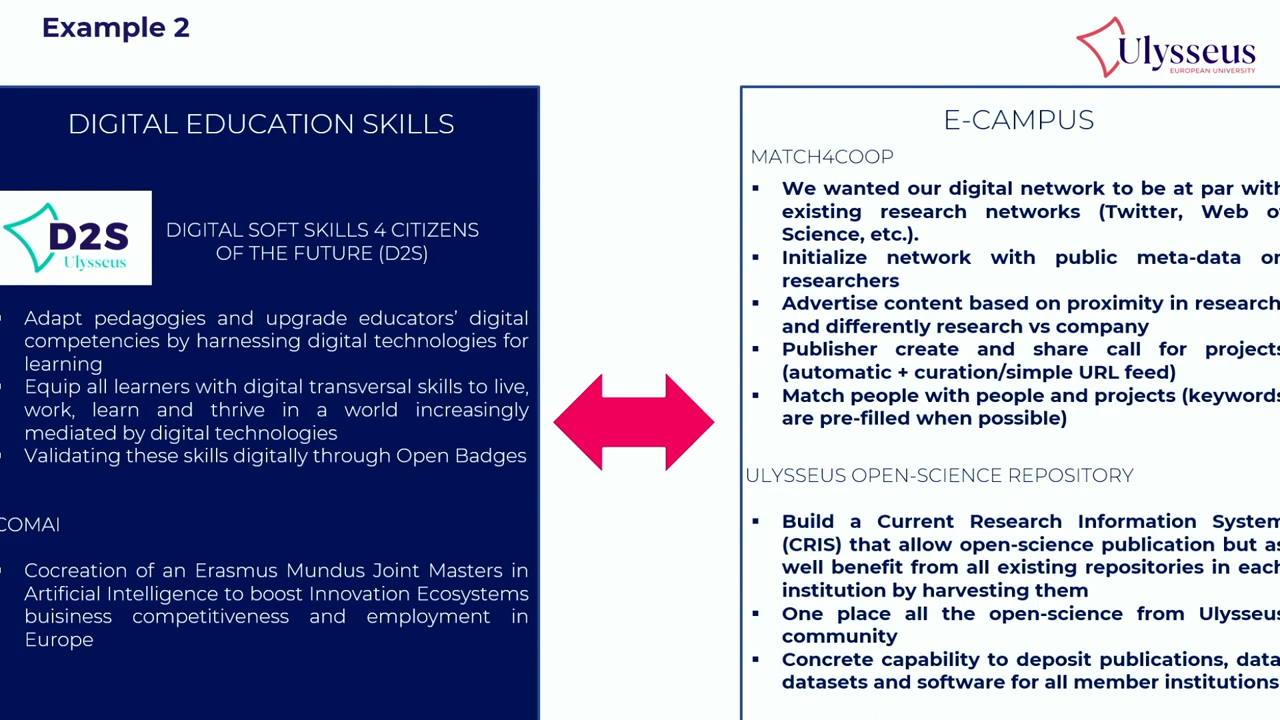 Example 2
Ulysseus
EUROPEAN UNIVERSITY
DIGITAL EDUCATION SKILLS
D2S
Ulysseus
DIGITAL SOFT SKILLS 4 CITIZENS
OF THE FUTURE (D2S)
Adapt pedagogies and upgrade educators’ digital
competencies by harnessing digital technologies for
learning
Equip all learners with digital transversal skills to live,
work, learn and thrive in a world increasingly
mediated by digital technologies
Validating these skills digitally through Open Badges
COMAI
Cocreation of an Erasmus Mundus Joint Masters in
Artificial Intelligence to boost Innovation Ecosystems
buisiness competitiveness and employment in
Europe
E-CAMPUS
MATCH4COOP
▪ We wanted our digital network to be at par with
existing research networks (Twitter, Web of
Science, etc.).
▪ Initialize network with public meta-data on
researchers
▪ Advertise content based on proximity in research
and differently research vs company
▪ Publisher create and share call for projects
(automatic + curation/simple URL feed)
▪ Match people with people and projects (keywords
are pre-filled when possible)
ULYSSEUS OPEN-SCIENCE REPOSITORY
▪ Build a Current Research Information System
(CRIS) that allow open-science publication but as
well benefit from all existing repositories in each
institution by harvesting them
▪ One place all the open-science from Ulysseus
community
▪ Concrete capability to deposit publications, data,
datasets and software for all member institutions